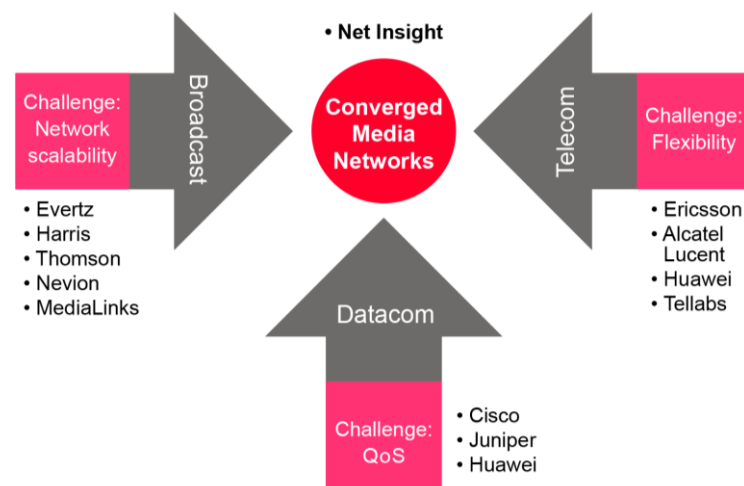 • Net Insight
Challenge:
Network
scalability
Broadcast
Converged
Media
Networks
Telecom
Challenge:
Flexibility
• Evertz
• Harris
• Thomson
• Nevion
• MediaLinks
• Ericsson
• Alcatel
Lucent
• Huawei
• Tellabs
Datacom
Challenge:
QoS
• Cisco
• Juniper
• Huawei